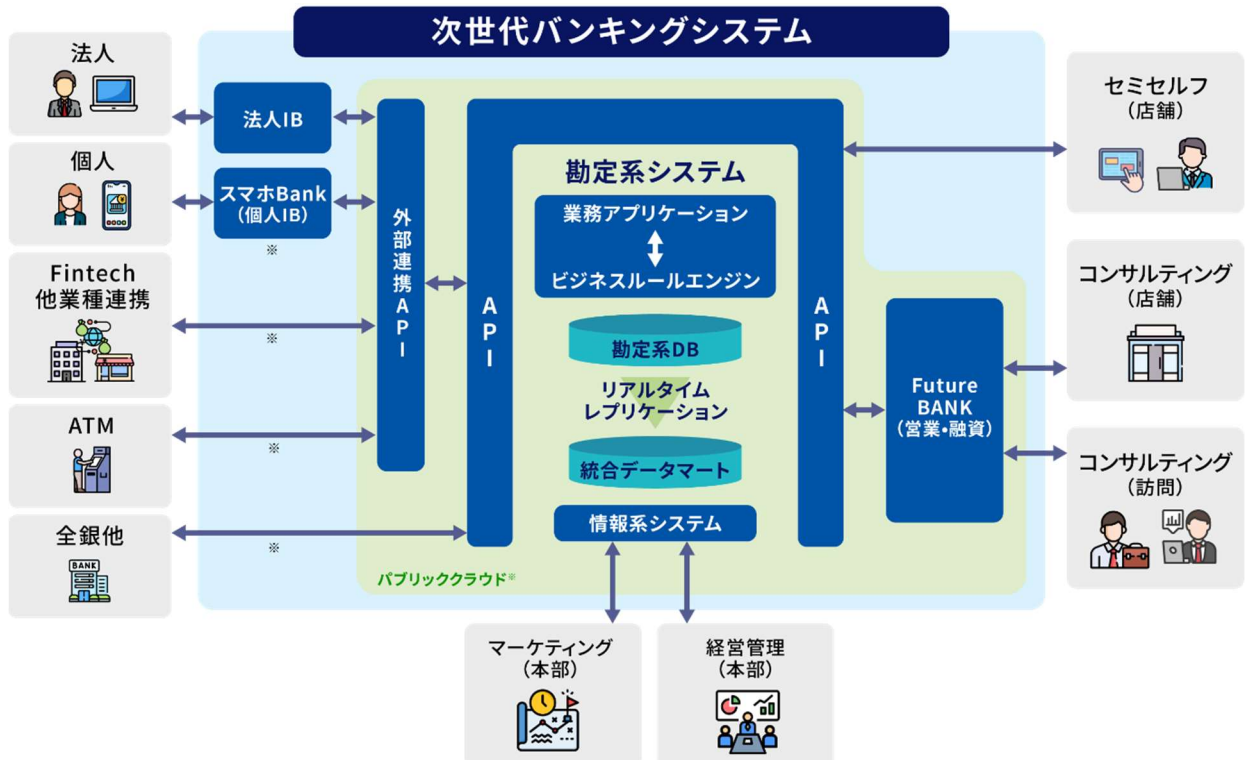 次世代バンキングシステム
法人
個人
Fintech
他業種連携
ATM
全銀他
BANK
法人IB
スマホBank
（個人IB）
※
※
※
※
外部連携API
API
勘定系システム
業務アプリケーション
ビジネスルールエンジン
勘定系DB
リアルタイム
レプリケーション
統合データマート
情報系システム
API
Future
BANK
（営業・融資）
パブリッククラウド※
セミセルフ
（店舗）
コンサルティング
（店舗）
コンサルティング
（訪問）
マーケティング
（本部）
経営管理
（本部）